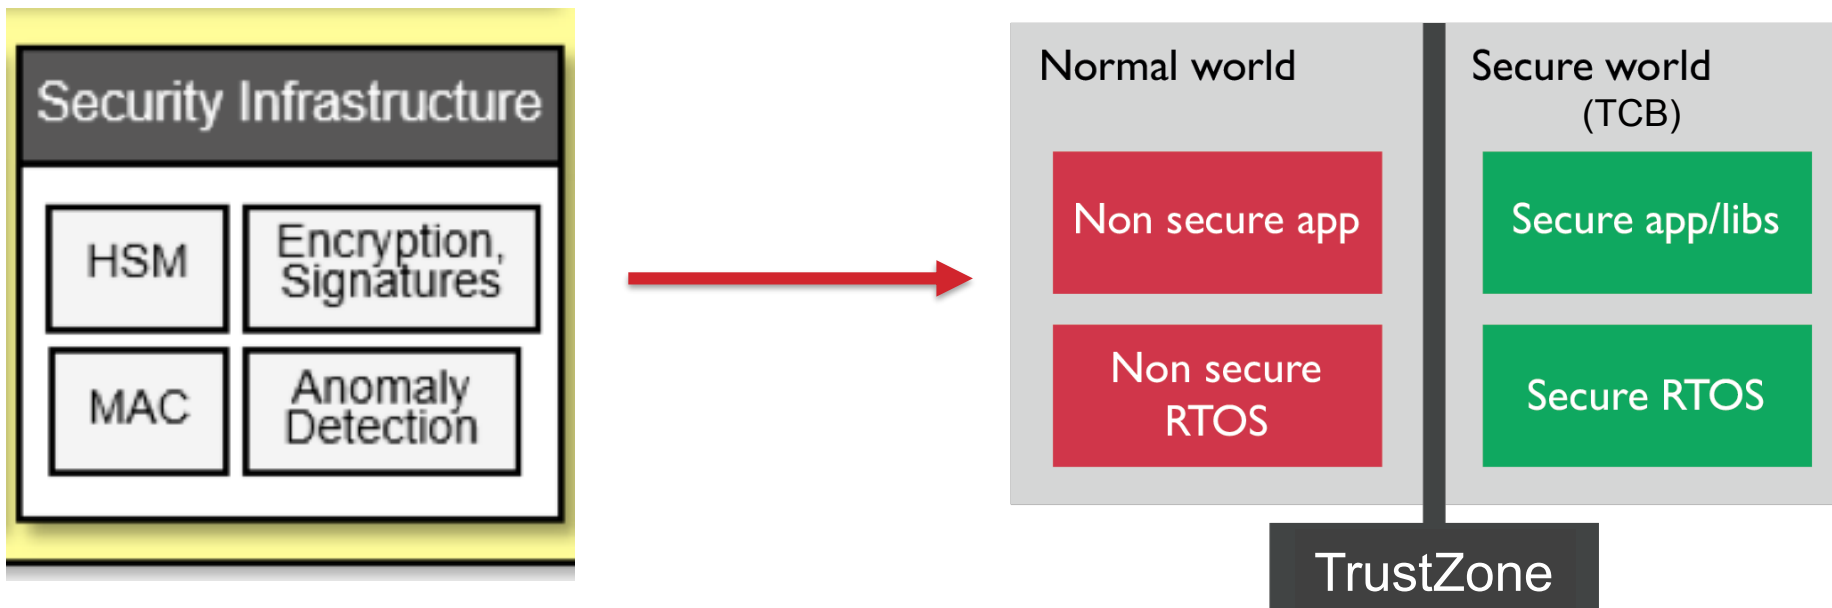 Security Infrastructure
HSM
Encryption,
Signatures
MAC
Anomaly
Detection
Normal world
Secure world
(TCB)
Non secure app
Secure app/libs
Non secure
RTOS
Secure RTOS
TrustZone